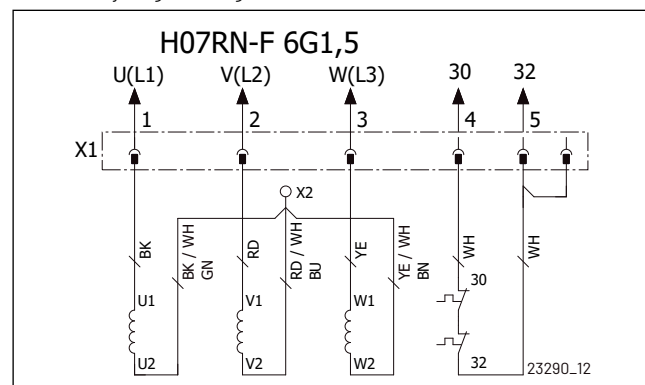 H07RN-F 6G1,5
U(L1) V(L2) W(L3) 30 32
1 2 3 4 5
X1
X2
BK BK / WH GN RD RD / WH BU YE YE / WH BN WH WH
30
U1 V1 W1
U2 V2 W2 32 23290_12